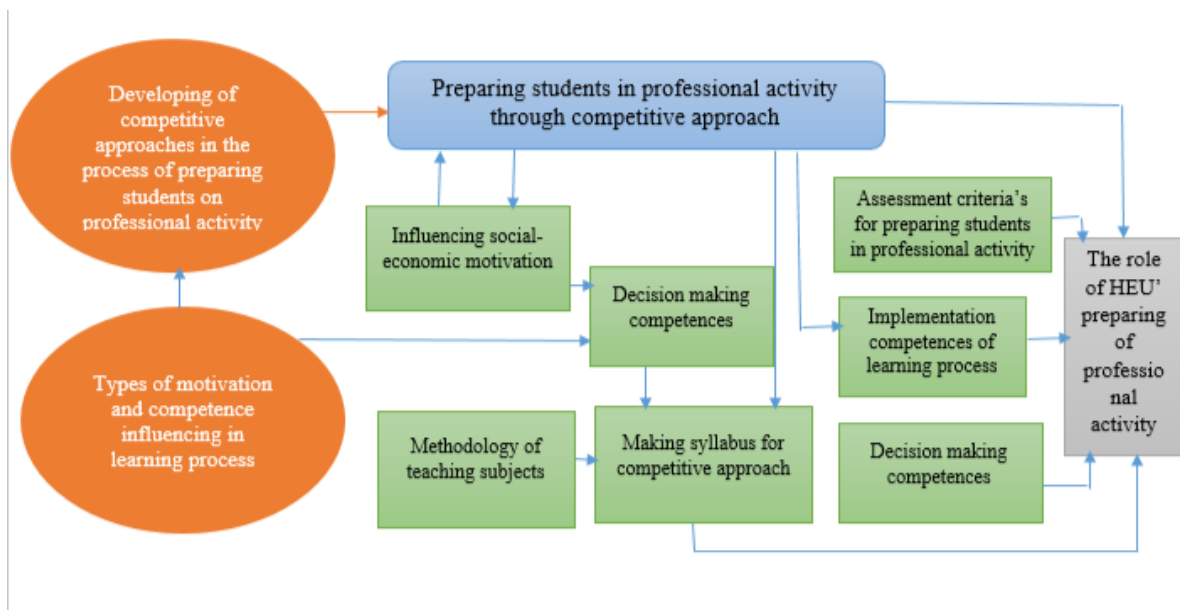 Developing of
competitive
approaches in the
process of preparing
students on
professional activity
Preparing students in professional activity
through competitive approach
Influencing social-
economic motivation
Decision making
competences
Assessment criteria's
for preparing students
in professional activity
Implementation
competences of
learning process
The role
of HEU'
preparing
of
professio
nal
activity
Types of motivation
and competence
influencing in
learning process
Methodology of
teaching subjects
Making syllabus for
competitive approach
Decision making
competences